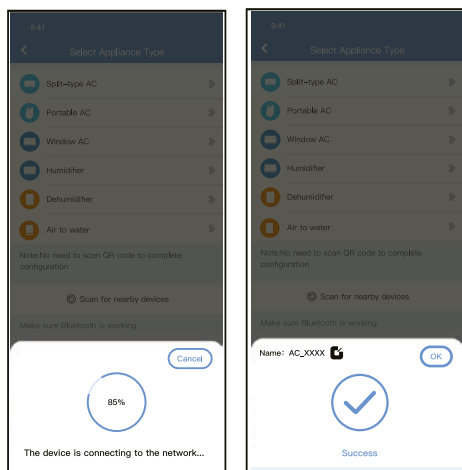 9:41
Select Appliance Type
Split-type AC
Portable AC
Window AC
Humidifier
Dehumidifier
Air to water
Note:No need to scan QR code to complete
configuration
Scan for nearby devices
Make sure Bluetooth is working.
Cancel
85%
The device is connecting to the network...
9:41
Select Appliance Type
Split-type AC
Portable AC
Window AC
Humidifier
Dehumidifier
Air to water
Note:No need to scan QR code to complete
configuration
Scan for nearby devices
Make sure Bluetooth is working.
Name: AC_XXXX
OK
Success